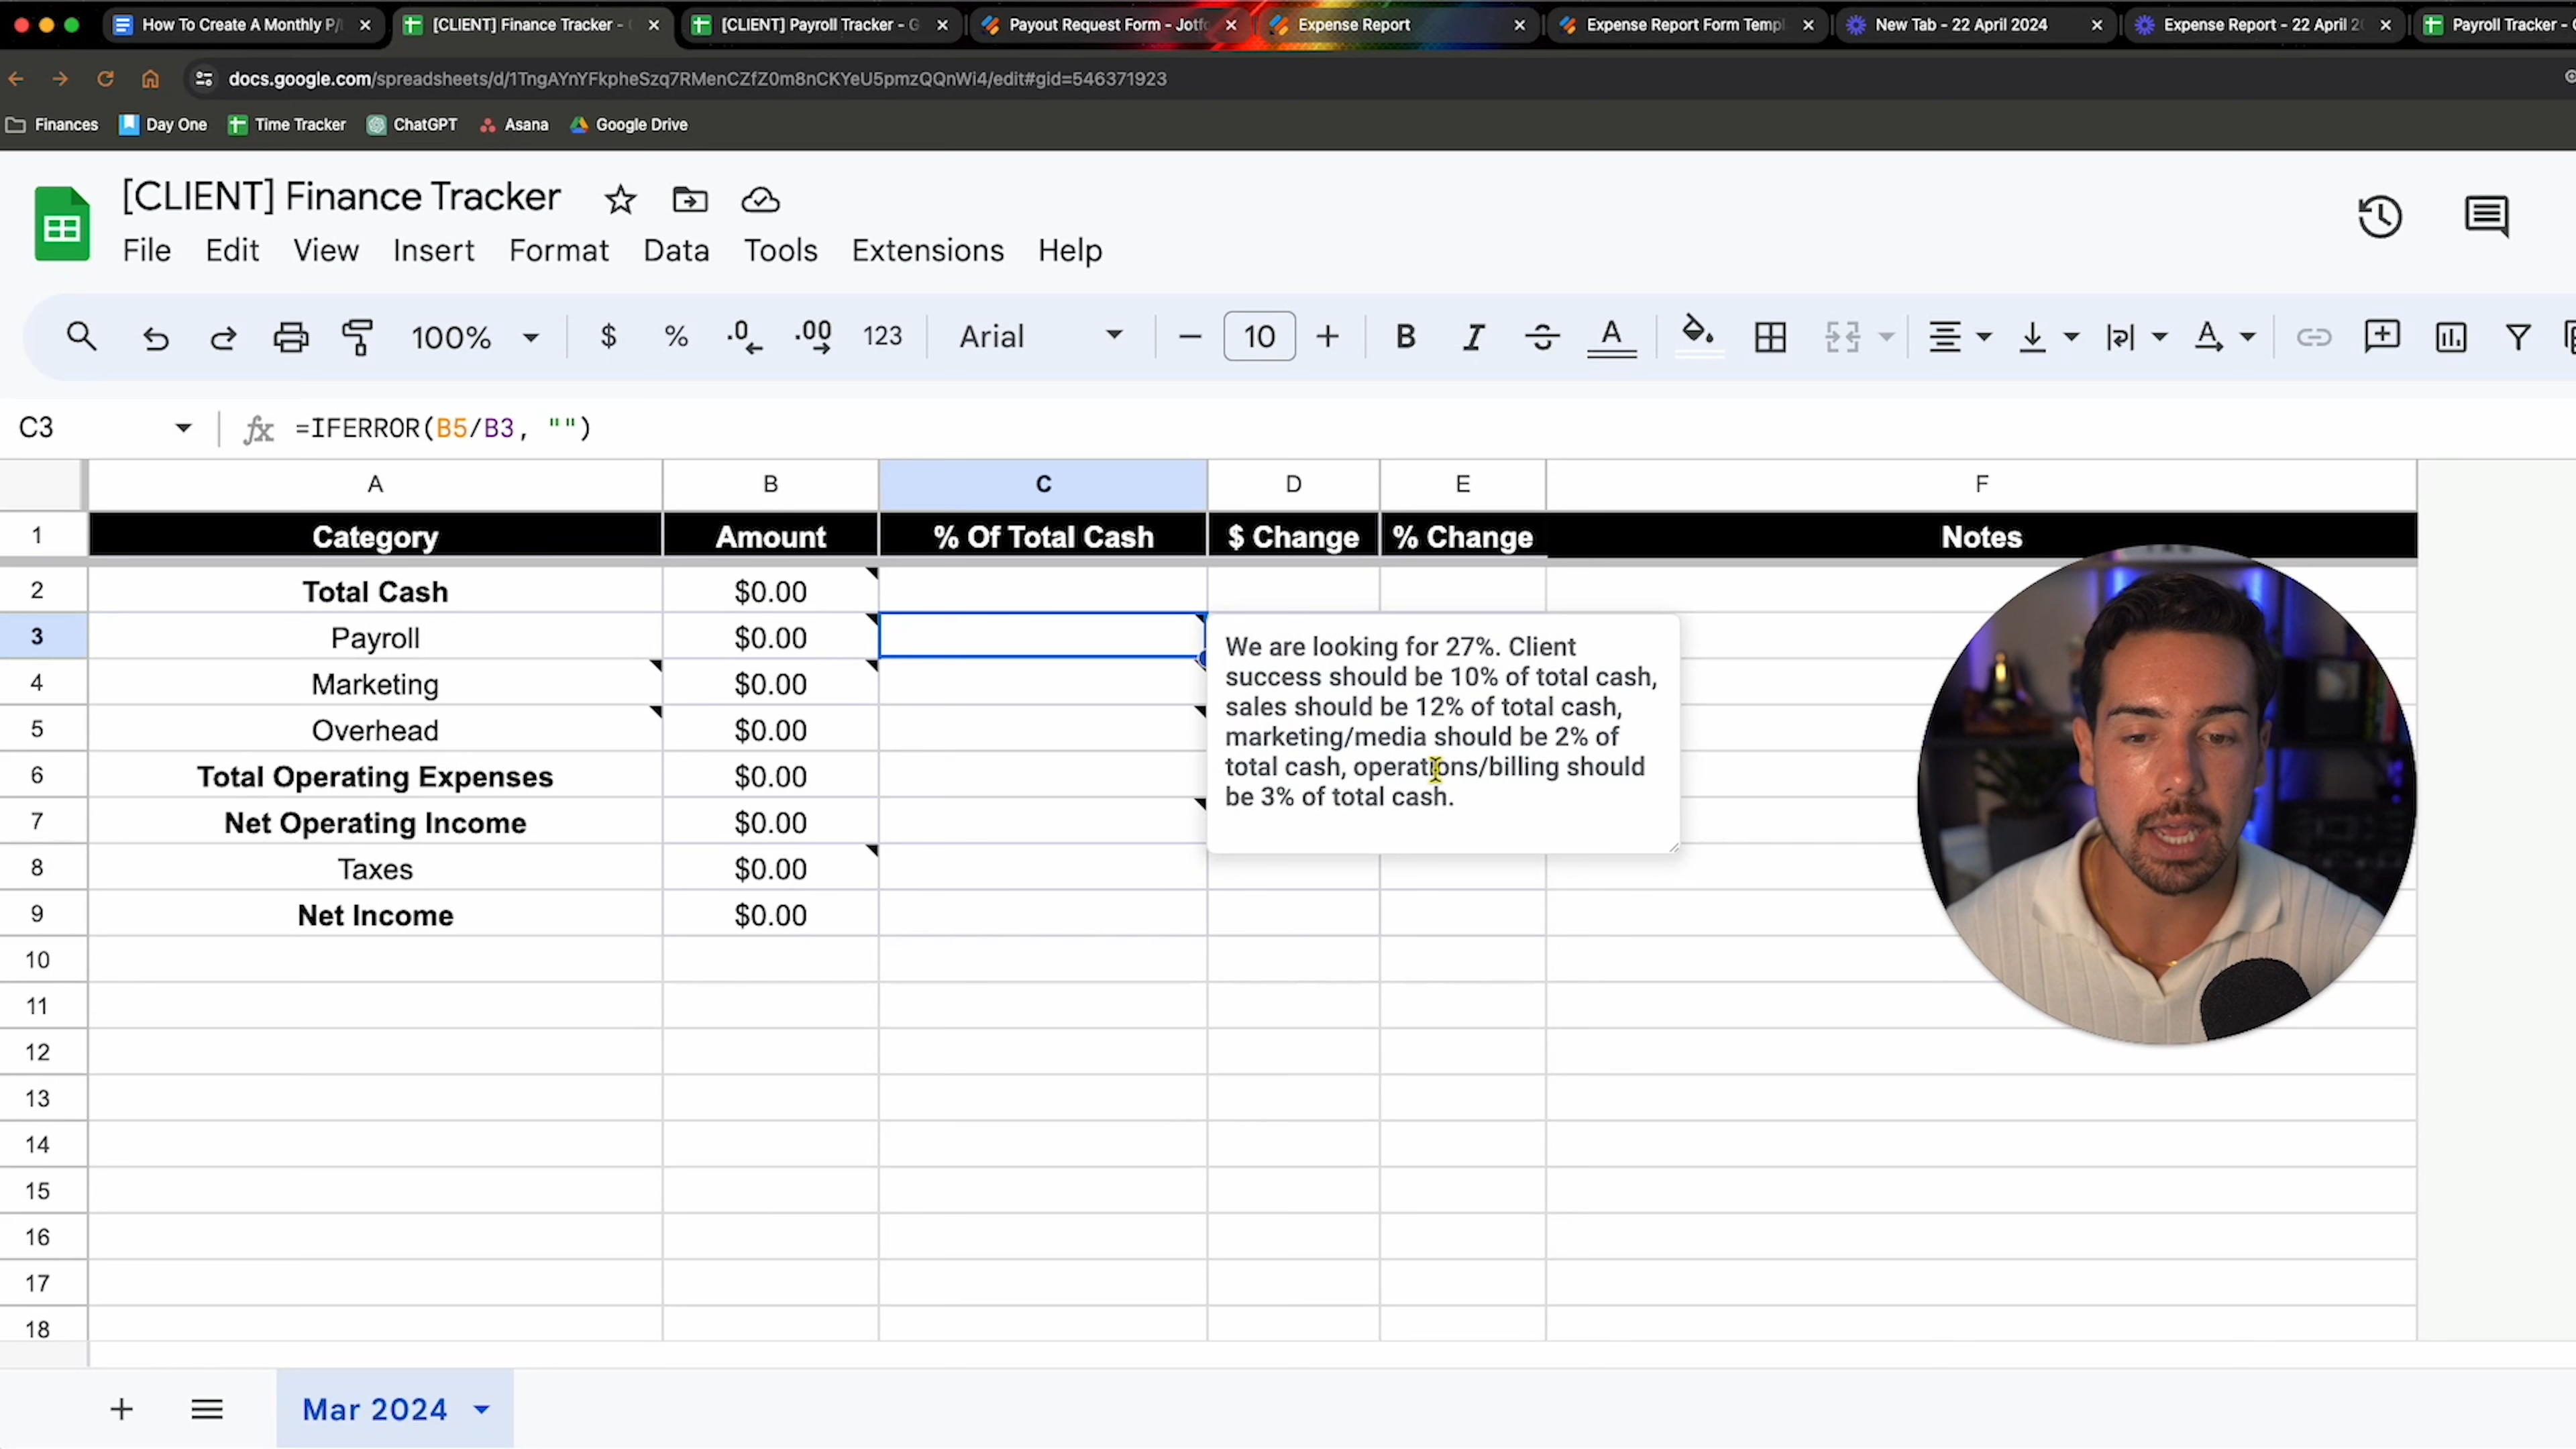 How To Create A Monthly P/
[CLIENT] Finance Tracker -
[CLIENT] Payroll Tracker - G
Payout Request Form - Jotfo
Expense Report
Expense Report Form Templ
New Tab - 22 April 2024
Expense Report - 22 April 2
Payroll Tracker -
docs.google.com/spreadsheets/d/1TngAYnYFkpheSzq7RMenCZfZ0m8nCKYeU5pmzQQnWi4/edit#gid=546371923
Finances
Day One
Time Tracker
ChatGPT
Asana
Google Drive
[CLIENT] Finance Tracker
File Edit View Insert Format Data Tools Extensions Help
100% $ % .0 .00 123 Arial 10 B I A A
C3 fx =IFERROR(B5/B3, "")
A B C D E F
1 Category Amount % Of Total Cash $ Change % Change Notes
2 Total Cash $0.00
3 Payroll $0.00
4 Marketing $0.00
5 Overhead $0.00
6 Total Operating Expenses $0.00
7 Net Operating Income $0.00
8 Taxes $0.00
9 Net Income $0.00
We are looking for 27%. Client
success should be 10% of total cash,
sales should be 12% of total cash,
marketing/media should be 2% of
total cash, operations/billing should
be 3% of total cash.
10
11
12
13
14
15
16
17
18
Mar 2024